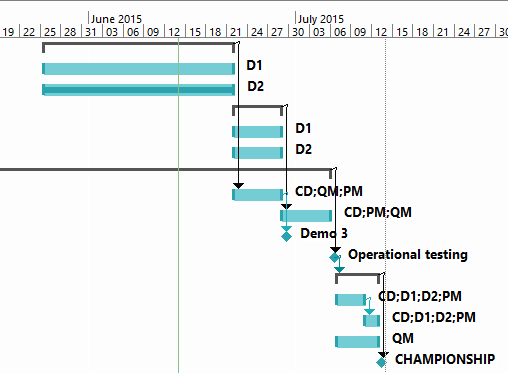 June 2015 July 2015
19 22 25 28 31 03 06 09 12 15 18 21 24 27 30 03 06 09 12 15 18 21 24 27 30
D1
D2
D1
D2
CD;QM;PM
CD;PM;QM
Demo 3
Operational testing
CD;D1;D2;PM
CD;D1;D2;PM
QM
CHAMPIONSHIP